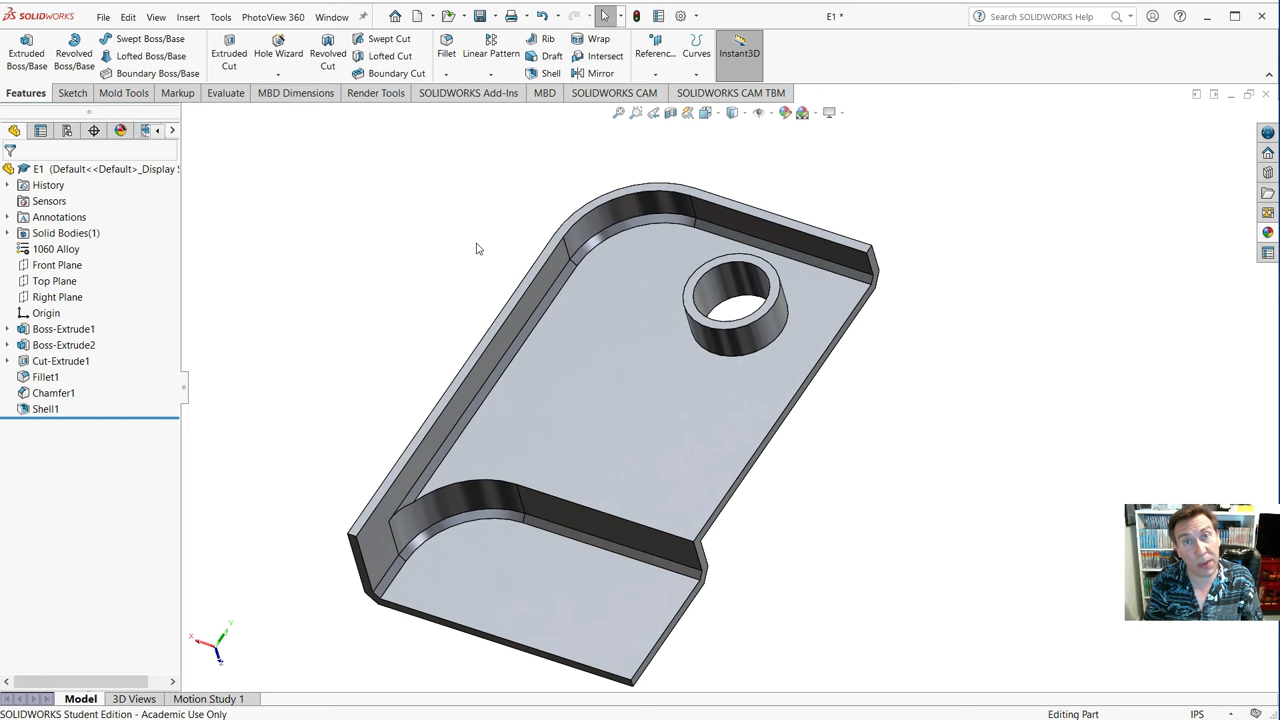 SOLIDWORKS File Edit View Insert Tools PhotoView 360 Window E1 * Search SOLIDWORKS Help
Extruded Boss/Base
Revolved Boss/Base
Swept Boss/Base
Lofted Boss/Base
Boundary Boss/Base
Extruded Cut
Hole Wizard
Revolved Cut
Swept Cut
Lofted Cut
Boundary Cut
Fillet
Linear Pattern
Rib
Draft
Shell
Wrap
Intersect
Mirror
Referenc...
Curves
Instant3D
Features Sketch Mold Tools Markup Evaluate MBD Dimensions Render Tools SOLIDWORKS Add-Ins MBD SOLIDWORKS CAM SOLIDWORKS CAM TBM
E1 (Default<<Default>_Display
History
Sensors
Annotations
Solid Bodies(1)
1060 Alloy
Front Plane
Top Plane
Right Plane
Origin
Boss-Extrude1
Boss-Extrude2
Cut-Extrude1
Fillet1
Chamfer1
Shell1
X Y Z
Model 3D Views Motion Study 1
SOLIDWORKS Student Edition - Academic Use Only Editing Part IPS